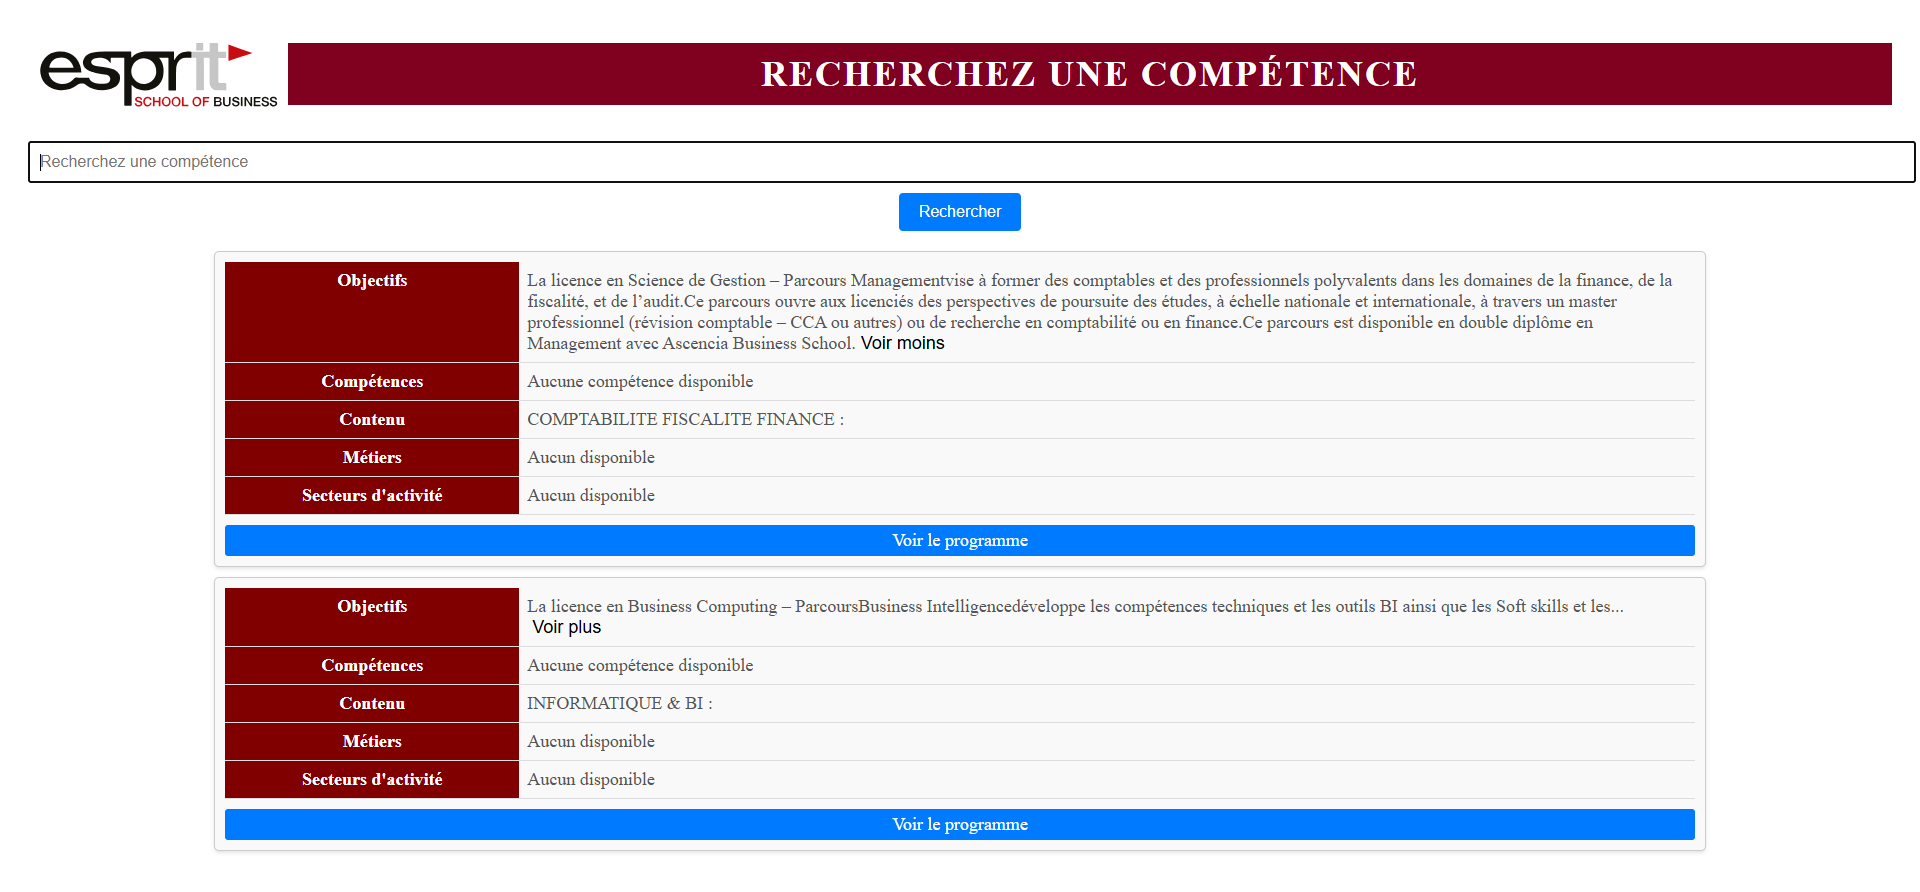 esprit
SCHOOL OF BUSINESS
RECHERCHEZ UNE COMPÉTENCE
Recherchez une compétence
Rechercher
Objectifs
La licence en Science de Gestion – Parcours Managementvise à former des comptables et des professionnels polyvalents dans les domaines de la finance, de la
fiscalité, et de l’audit.Ce parcours ouvre aux licenciés des perspectives de poursuite des études, à échelle nationale et internationale, à travers un master
professionnel (révision comptable – CCA ou autres) ou de recherche en comptabilité ou en finance.Ce parcours est disponible en double diplôme en
Management avec Ascencia Business School. Voir moins
Compétences
Aucune compétence disponible
Contenu
COMPTABILITE FISCALITE FINANCE :
Métiers
Aucun disponible
Secteurs d'activité
Aucun disponible
Voir le programme
Objectifs
La licence en Business Computing – ParcoursBusiness Intelligencedéveloppe les compétences techniques et les outils BI ainsi que les Soft skills et les...
Voir plus
Compétences
Aucune compétence disponible
Contenu
INFORMATIQUE & BI :
Métiers
Aucun disponible
Secteurs d'activité
Aucun disponible
Voir le programme